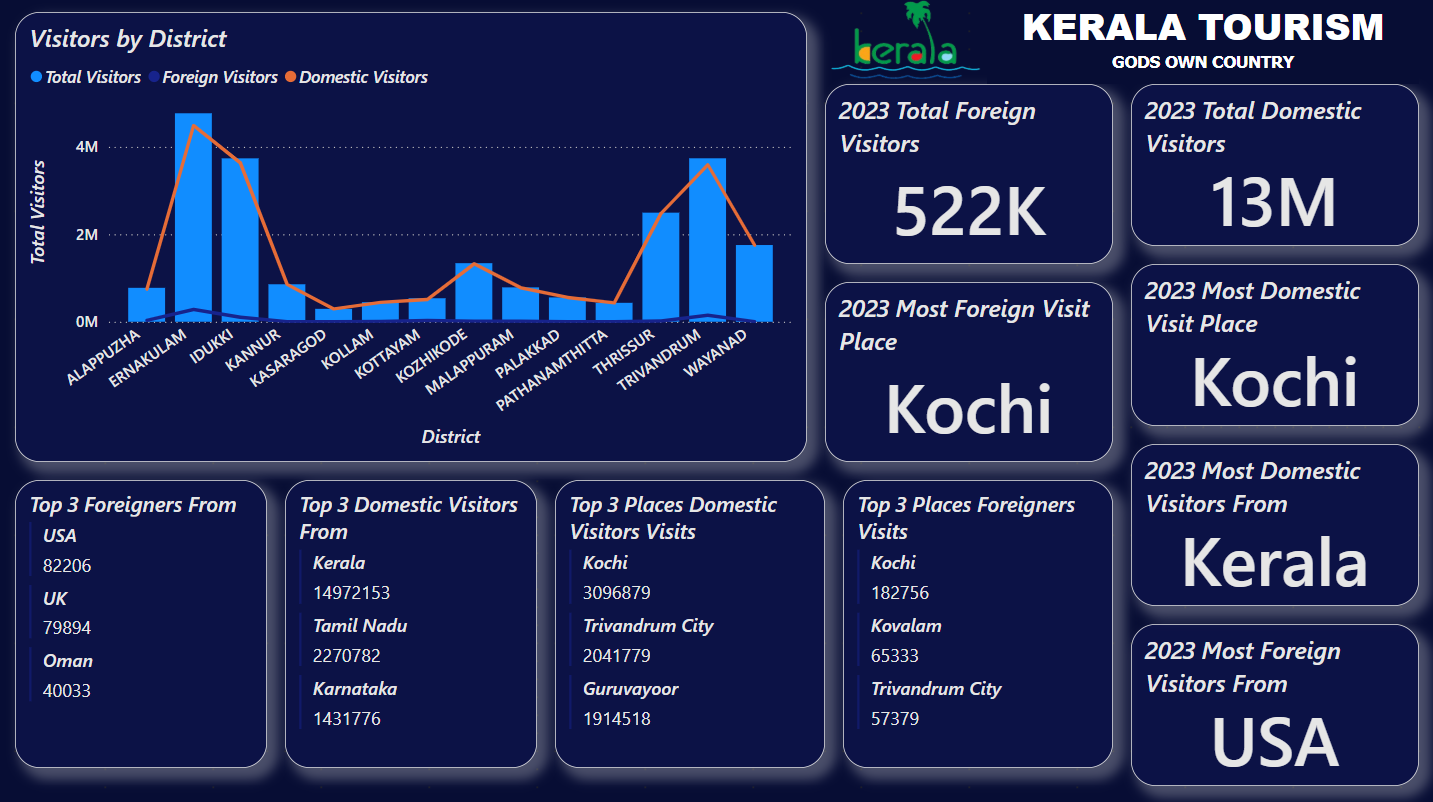 kerala
KERALA TOURISM
GODS OWN COUNTRY
Visitors by District
Total Visitors Foreign Visitors Domestic Visitors
Total Visitors
4M
2M
0M
ALAPPUZHA
ERNAKULAM
IDUKKI
KANNUR
KASARAGOD
KOLLAM
KOTTAYAM
KOZHIKODE
MALAPPURAM
PALAKKAD
PATHANAMTHITTA
THRISSUR
TRIVANDRUM
WAYANAD
District
2023 Total Foreign
Visitors
522K
2023 Total Domestic
Visitors
13M
2023 Most Foreign Visit
Place
Kochi
2023 Most Domestic
Visit Place
Kochi
2023 Most Domestic
Visitors From
Kerala
2023 Most Foreign
Visitors From
USA
Top 3 Foreigners From
USA
82206
UK
79894
Oman
40033
Top 3 Domestic Visitors
From
Kerala
14972153
Tamil Nadu
2270782
Karnataka
1431776
Top 3 Places Domestic
Visitors Visits
Kochi
3096879
Trivandrum City
2041779
Guruvayoor
1914518
Top 3 Places Foreigners
Visits
Kochi
182756
Kovalam
65333
Trivandrum City
57379